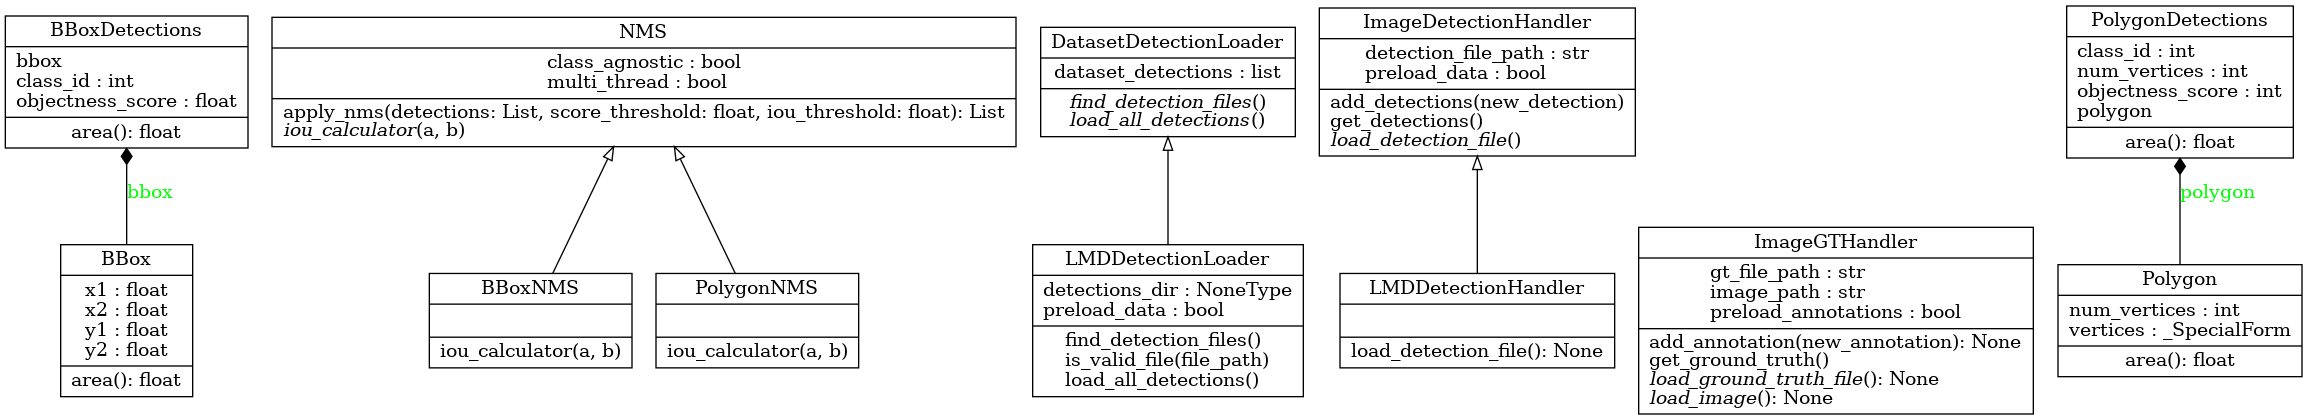 BBoxDetections
bbox
class_id : int
objectness_score : float
area(): float
bbox
BBox
x1 : float
x2 : float
y1 : float
y2 : float
area(): float
NMS
class_agnostic : bool
multi_thread : bool
apply_nms(detections: List, score_threshold: float, iou_threshold: float): List
iou_calculator(a, b)
BBoxNMS
iou_calculator(a, b)
PolygonNMS
iou_calculator(a, b)
DatasetDetectionLoader
dataset_detections : list
find_detection_files()
load_all_detections()
LMDDetectionLoader
detections_dir : NoneType
preload_data : bool
find_detection_files()
is_valid_file(file_path)
load_all_detections()
ImageDetectionHandler
detection_file_path : str
preload_data : bool
add_detections(new_detection)
get_detections()
load_detection_file()
LMDDetectionHandler
load_detection_file(): None
ImageGTHandler
gt_file_path : str
image_path : str
preload_annotations : bool
add_annotation(new_annotation): None
get_ground_truth()
load_ground_truth_file(): None
load_image(): None
PolygonDetections
class_id : int
num_vertices : int
objectness_score : int
polygon
area(): float
polygon
Polygon
num_vertices : int
vertices : _SpecialForm
area(): float